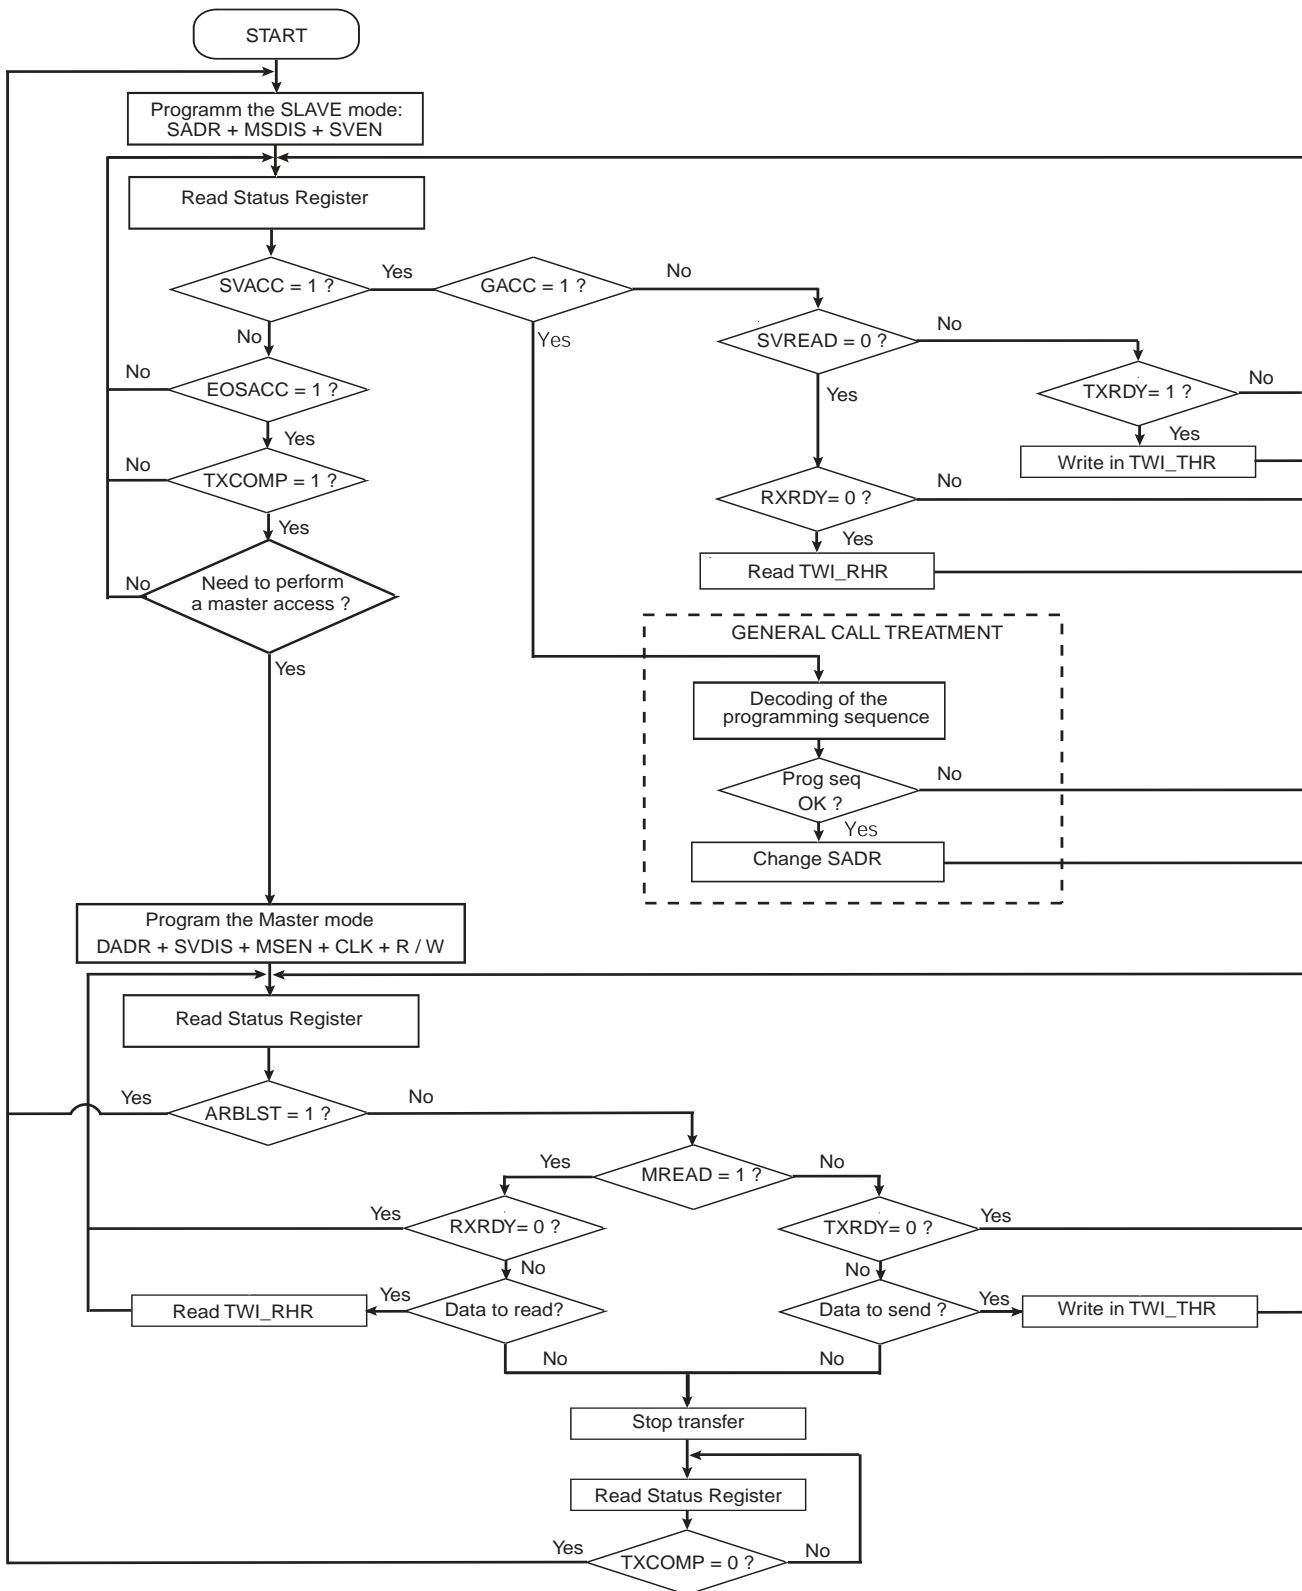 START
Programm the SLAVE mode:
SADR + MSDIS + SVEN
Read Status Register
SVACC = 1 ?
Yes
GACC = 1 ?
No
SVREAD = 0 ?
No
No
Yes
EOSACC = 1 ?
No
TXRDY= 1 ?
No
Yes
Yes
Yes
Write in TWI_THR
TXCOMP = 1 ?
No
RXRDY= 0 ?
No
Yes
Yes
Need to perform
a master access ?
No
Read TWI_RHR
GENERAL CALL TREATMENT
Yes
Decoding of the
programming sequence
Prog seq
OK ?
No
Yes
Change SADR
Program the Master mode
DADR + SVDIS + MSEN + CLK + R / W
Read Status Register
Yes
ARBLST = 1 ?
No
Yes
MREAD = 1 ?
No
Yes
RXRDY= 0 ?
TXRDY= 0 ?
Yes
No
No
Read TWI_RHR
Yes
Data to read?
Data to send ?
Yes
Write in TWI_THR
No
No
Stop transfer
Read Status Register
Yes
TXCOMP = 0 ?
No